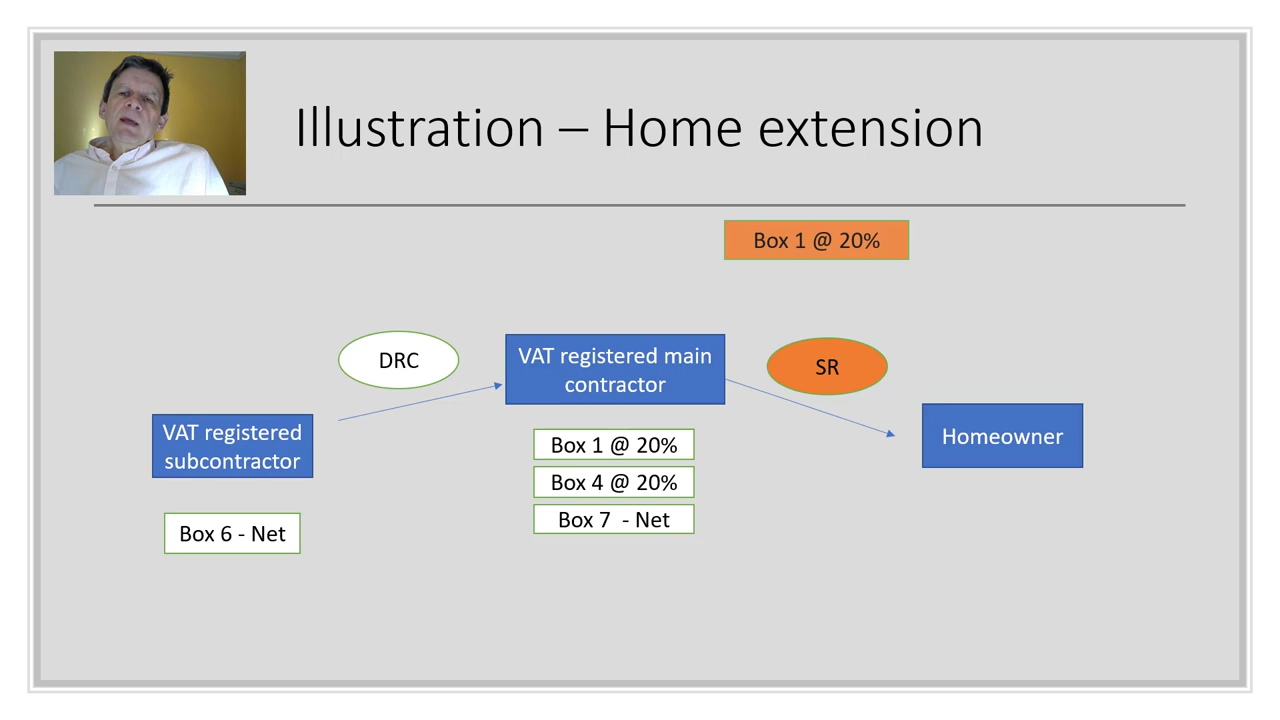 Illustration – Home extension
Box 1 @ 20%
DRC
VAT registered main
contractor
SR
VAT registered
subcontractor
Homeowner
Box 1 @ 20%
Box 4 @ 20%
Box 7 - Net
Box 6 - Net